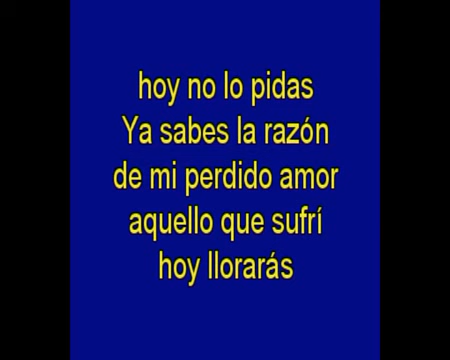 hoy no lo pidas
Ya sabes la razón
de mi perdido amor
aquello que sufrí
hoy llorarás